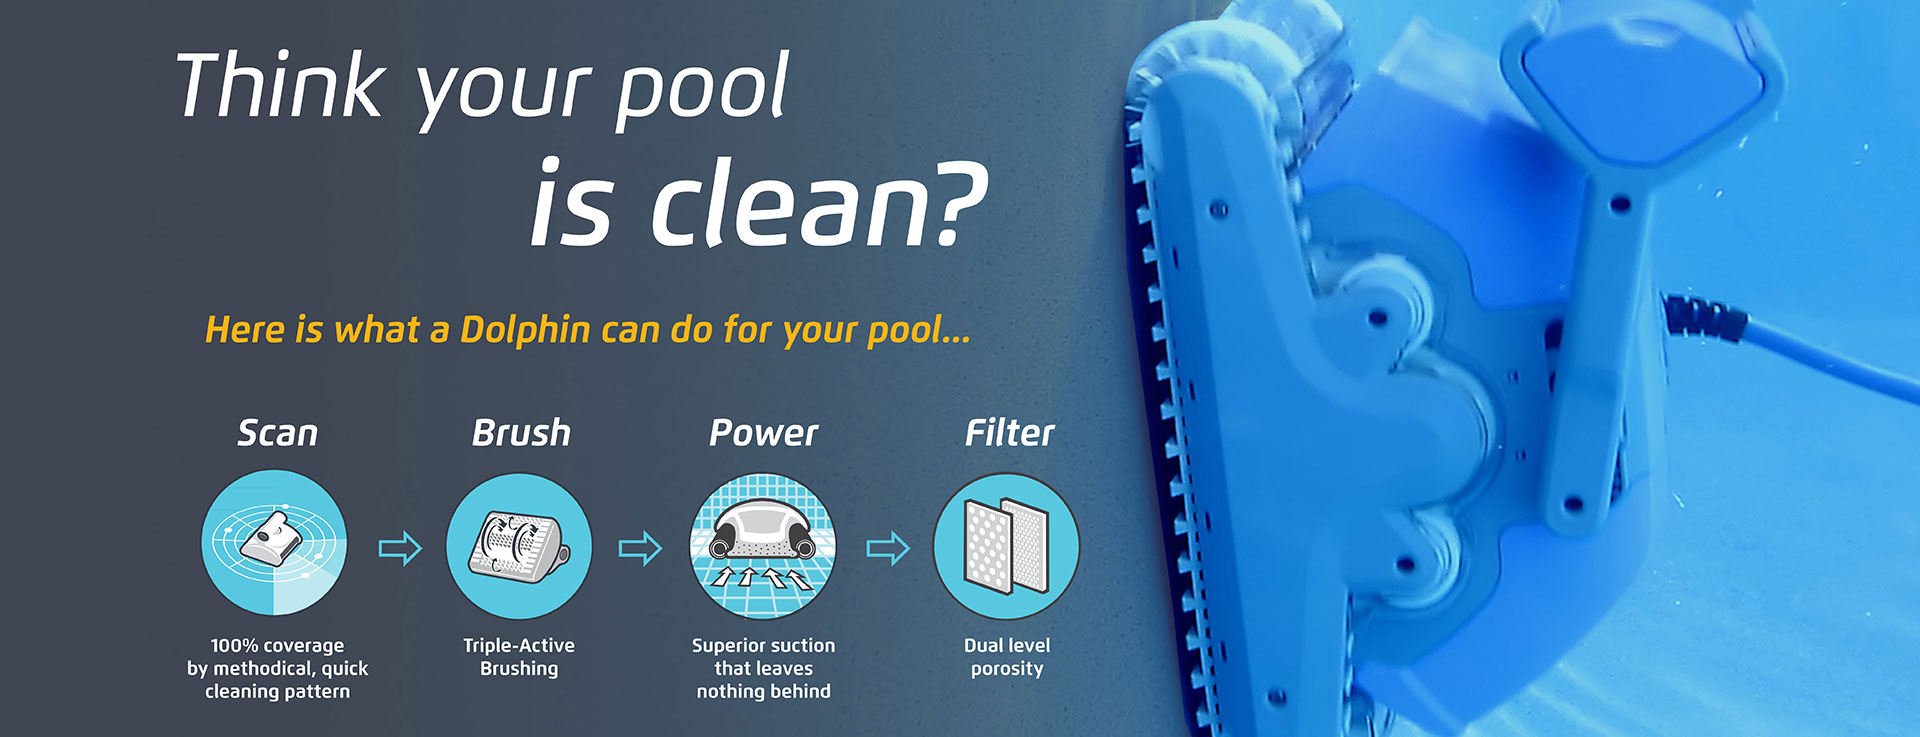 Think your pool
is clean?
Here is what a Dolphin can do for your pool...
Scan
100% coverage
by methodical, quick
cleaning pattern
Brush
Triple-Active
Brushing
Power
Superior suction
that leaves
nothing behind
Filter
Dual level
porosity